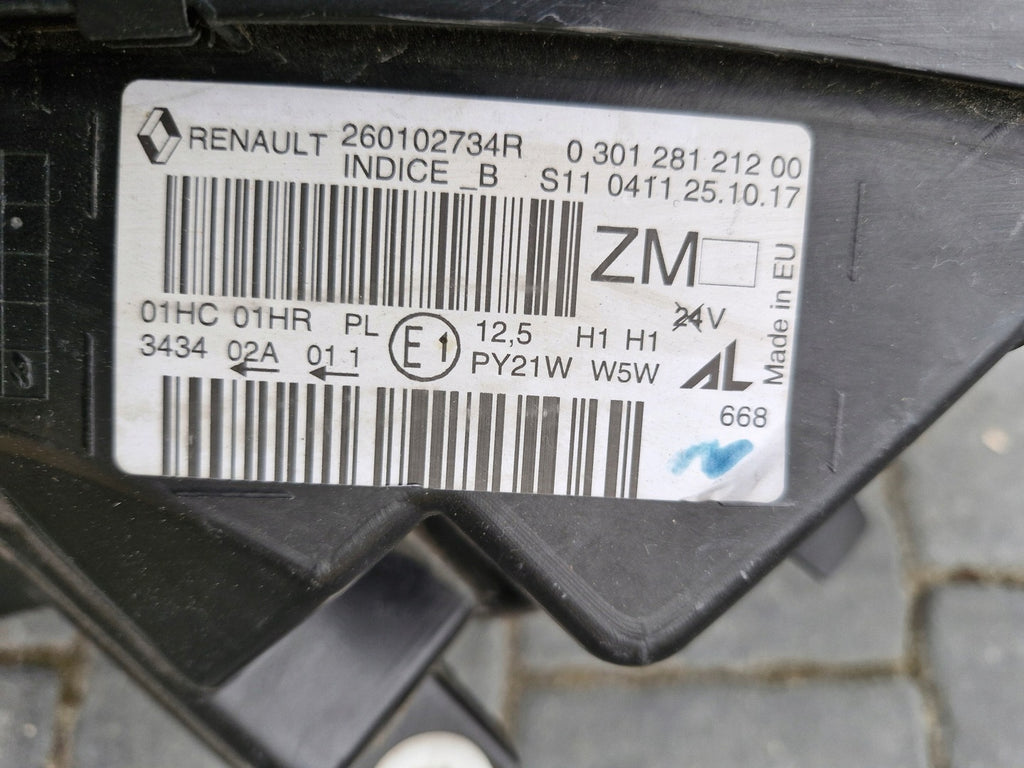 RENAULT 260102734R 0 301 281 212 00
INDICE _B S11 0411 25.10.17
ZM
Made in EU
01HC 01HR PL E1 12,5 H1 H1 24V
3434 02A 01 1 PY21W W5W AL
668